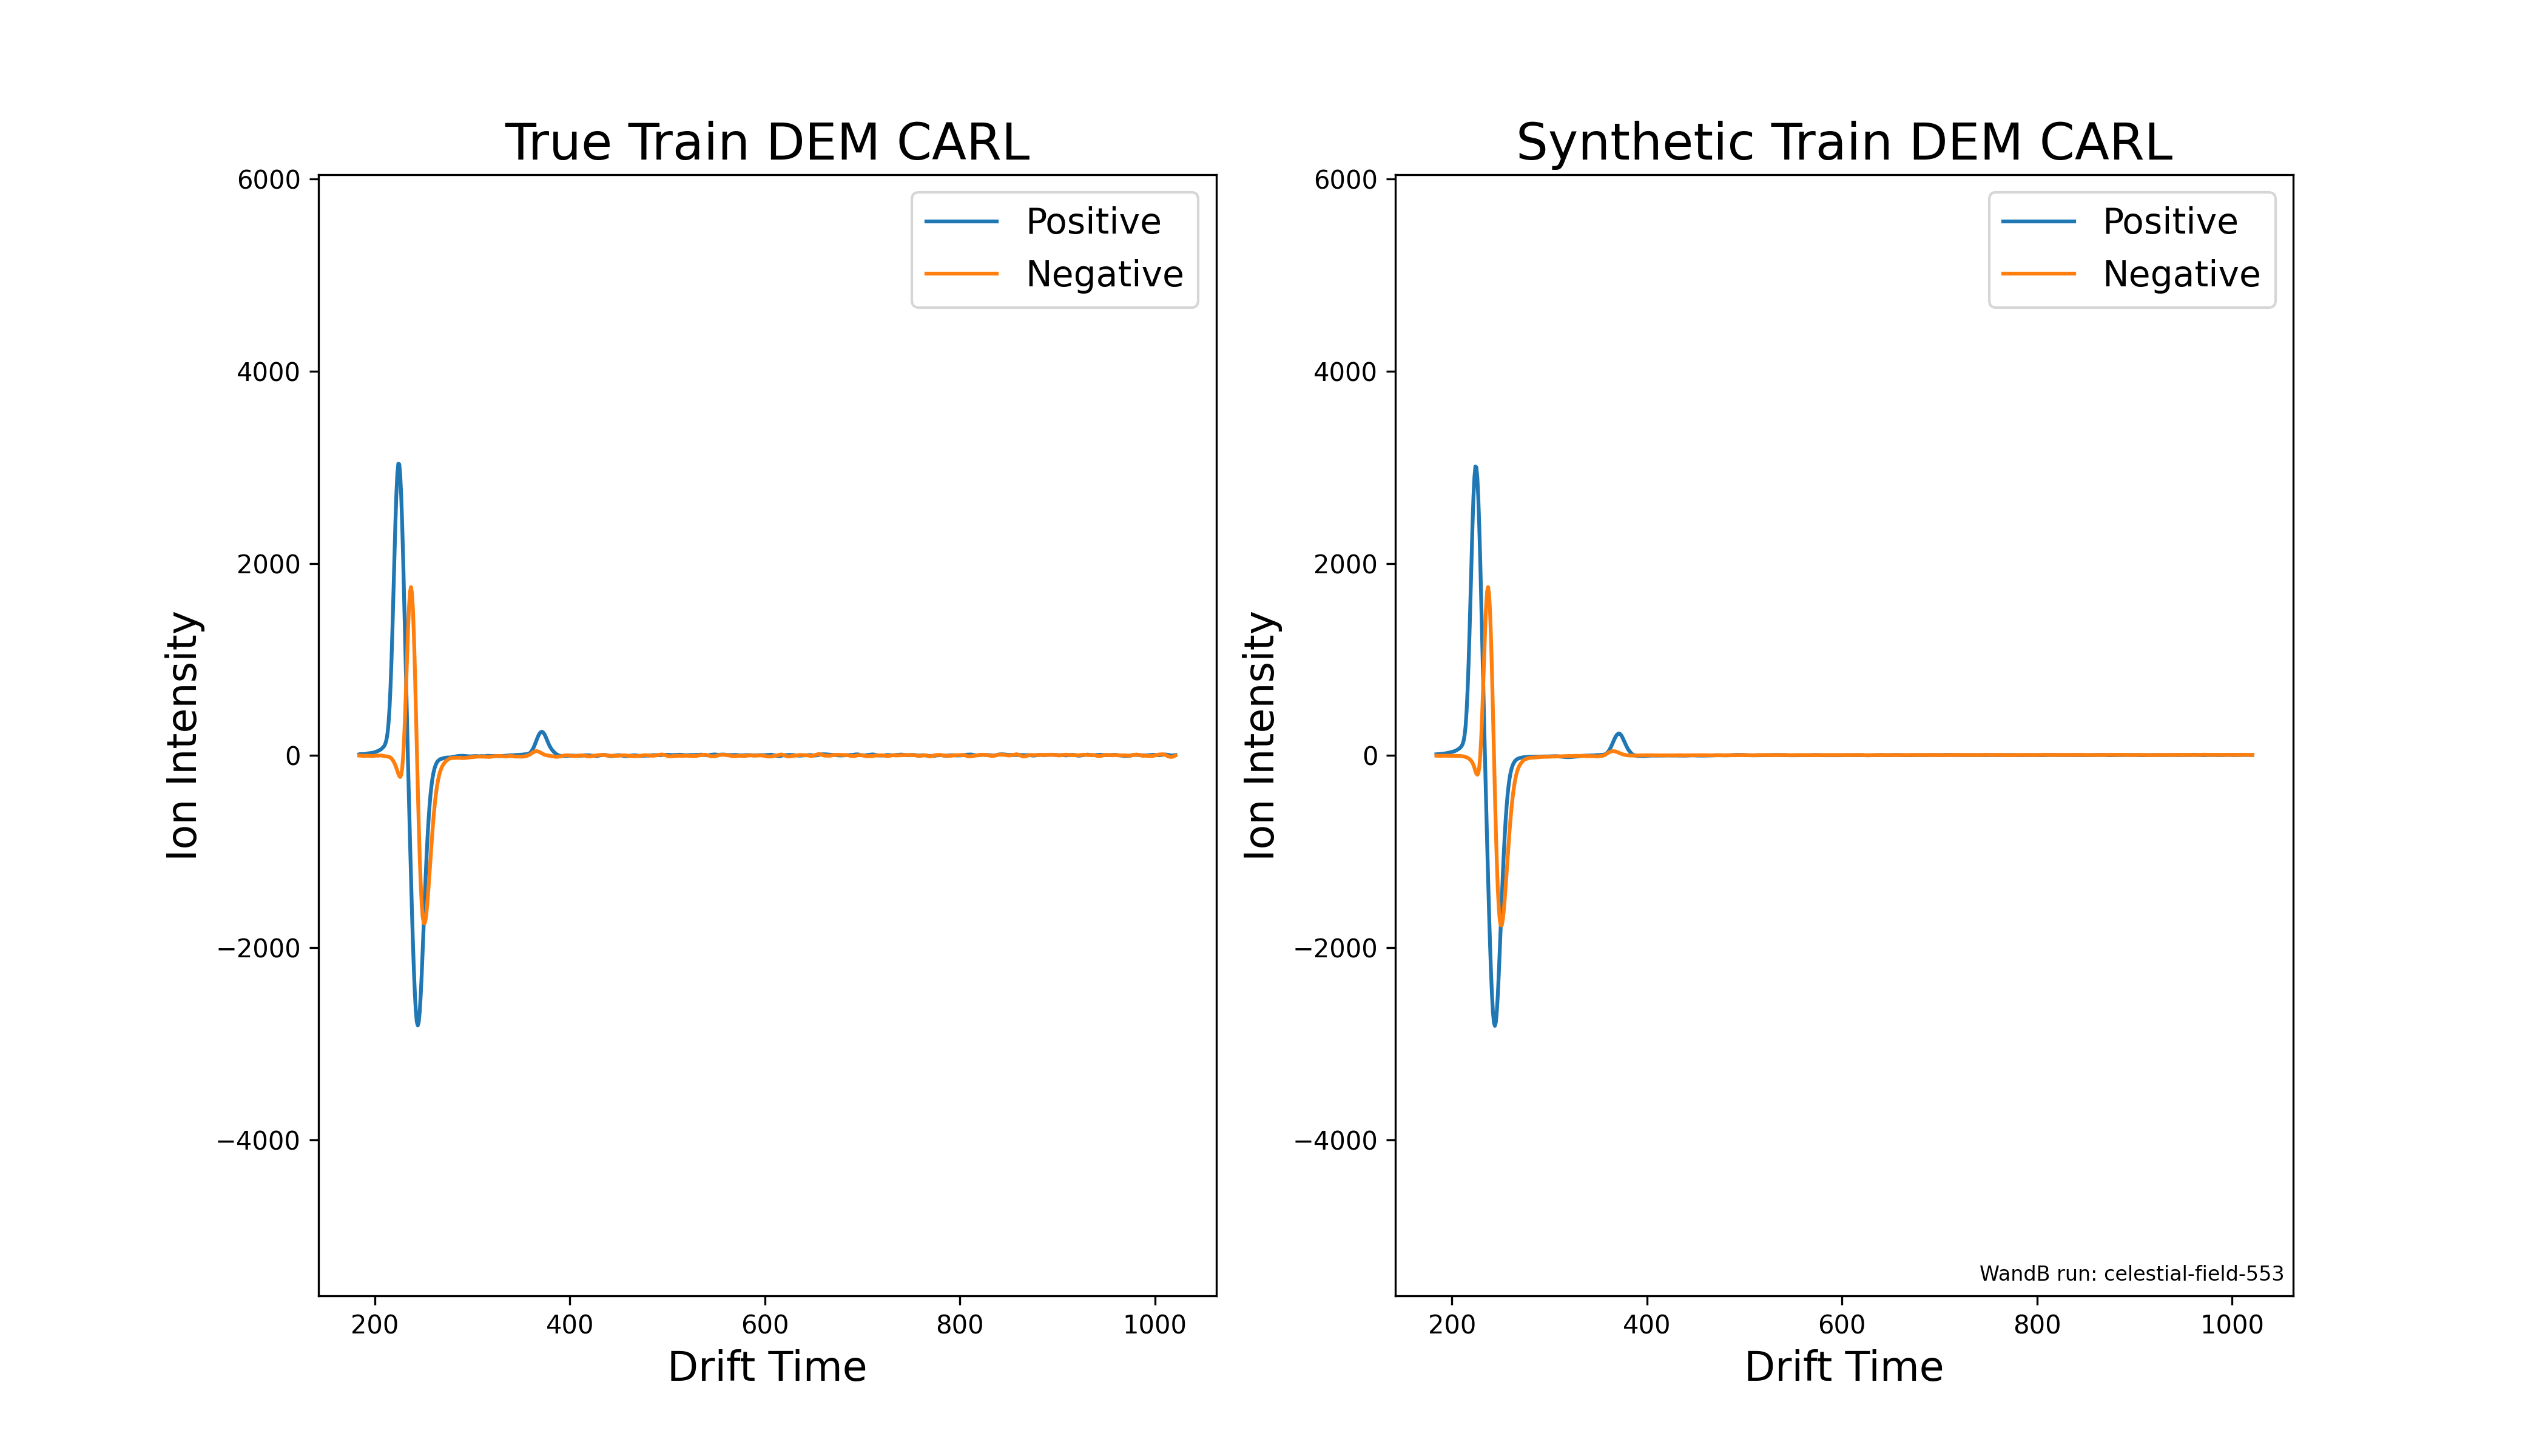 True Train DEM CARL
6000
4000
2000
0
−2000
−4000
200 400 600 800 1000
Ion Intensity
Drift Time
Positive
Negative
Synthetic Train DEM CARL
6000
4000
2000
0
−2000
−4000
200 400 600 800 1000
Ion Intensity
Drift Time
Positive
Negative
WandB run: celestial-field-553